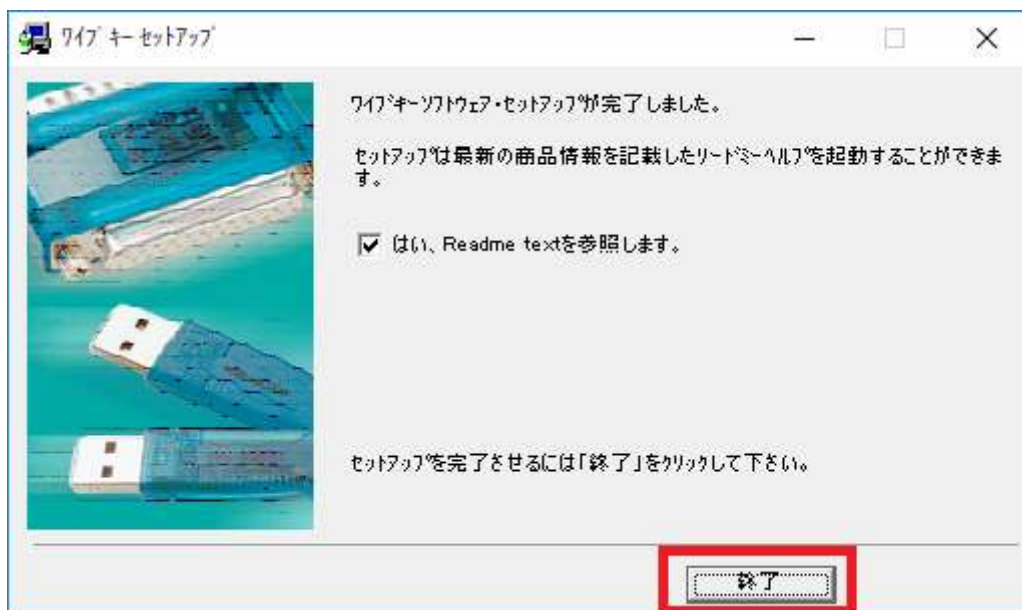 ﾜｲﾌﾞ ｷｰ ｾｯﾄｱｯﾌﾟ
ﾜｲﾌﾞｷｰｿﾌﾄｳｪｱ･ｾｯﾄｱｯﾌﾟが完了しました。
ｾｯﾄｱｯﾌﾟは最新の商品情報を記載したﾘｰﾄﾞﾐｰﾍﾙﾌﾟを起動することができま
す。
はい、Readme textを参照します。
ｾｯﾄｱｯﾌﾟを完了させるには｢終了｣をｸﾘｯｸして下さい。
終了